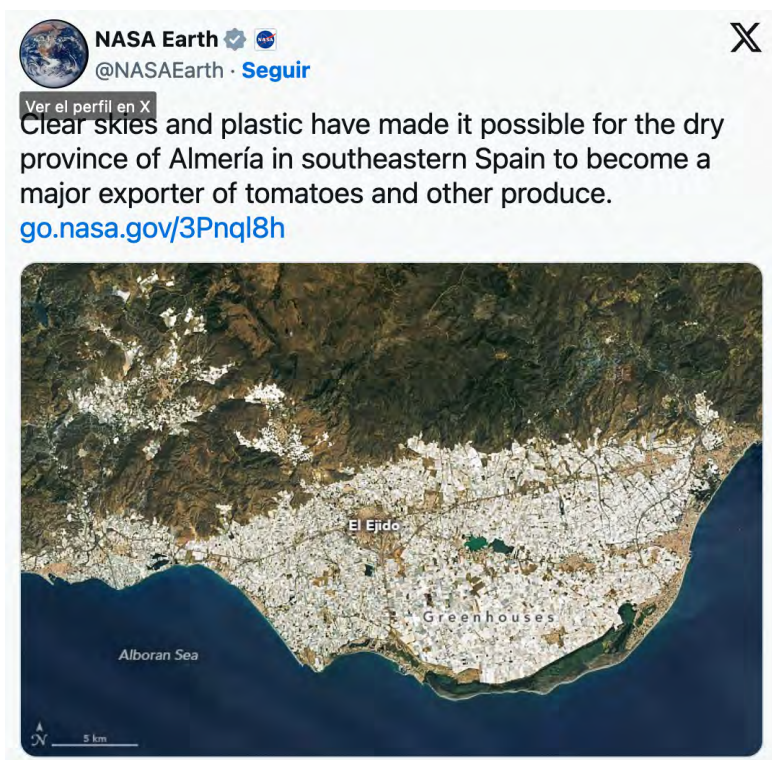 NASA Earth
@NASAEarth · Seguir
Ver el perfil en X
Clear skies and plastic have made it possible for the dry
province of Almería in southeastern Spain to become a
major exporter of tomatoes and other produce.
go.nasa.gov/3Pnql8h
El Ejido
Greenhouses
Alboran Sea
N
5 km